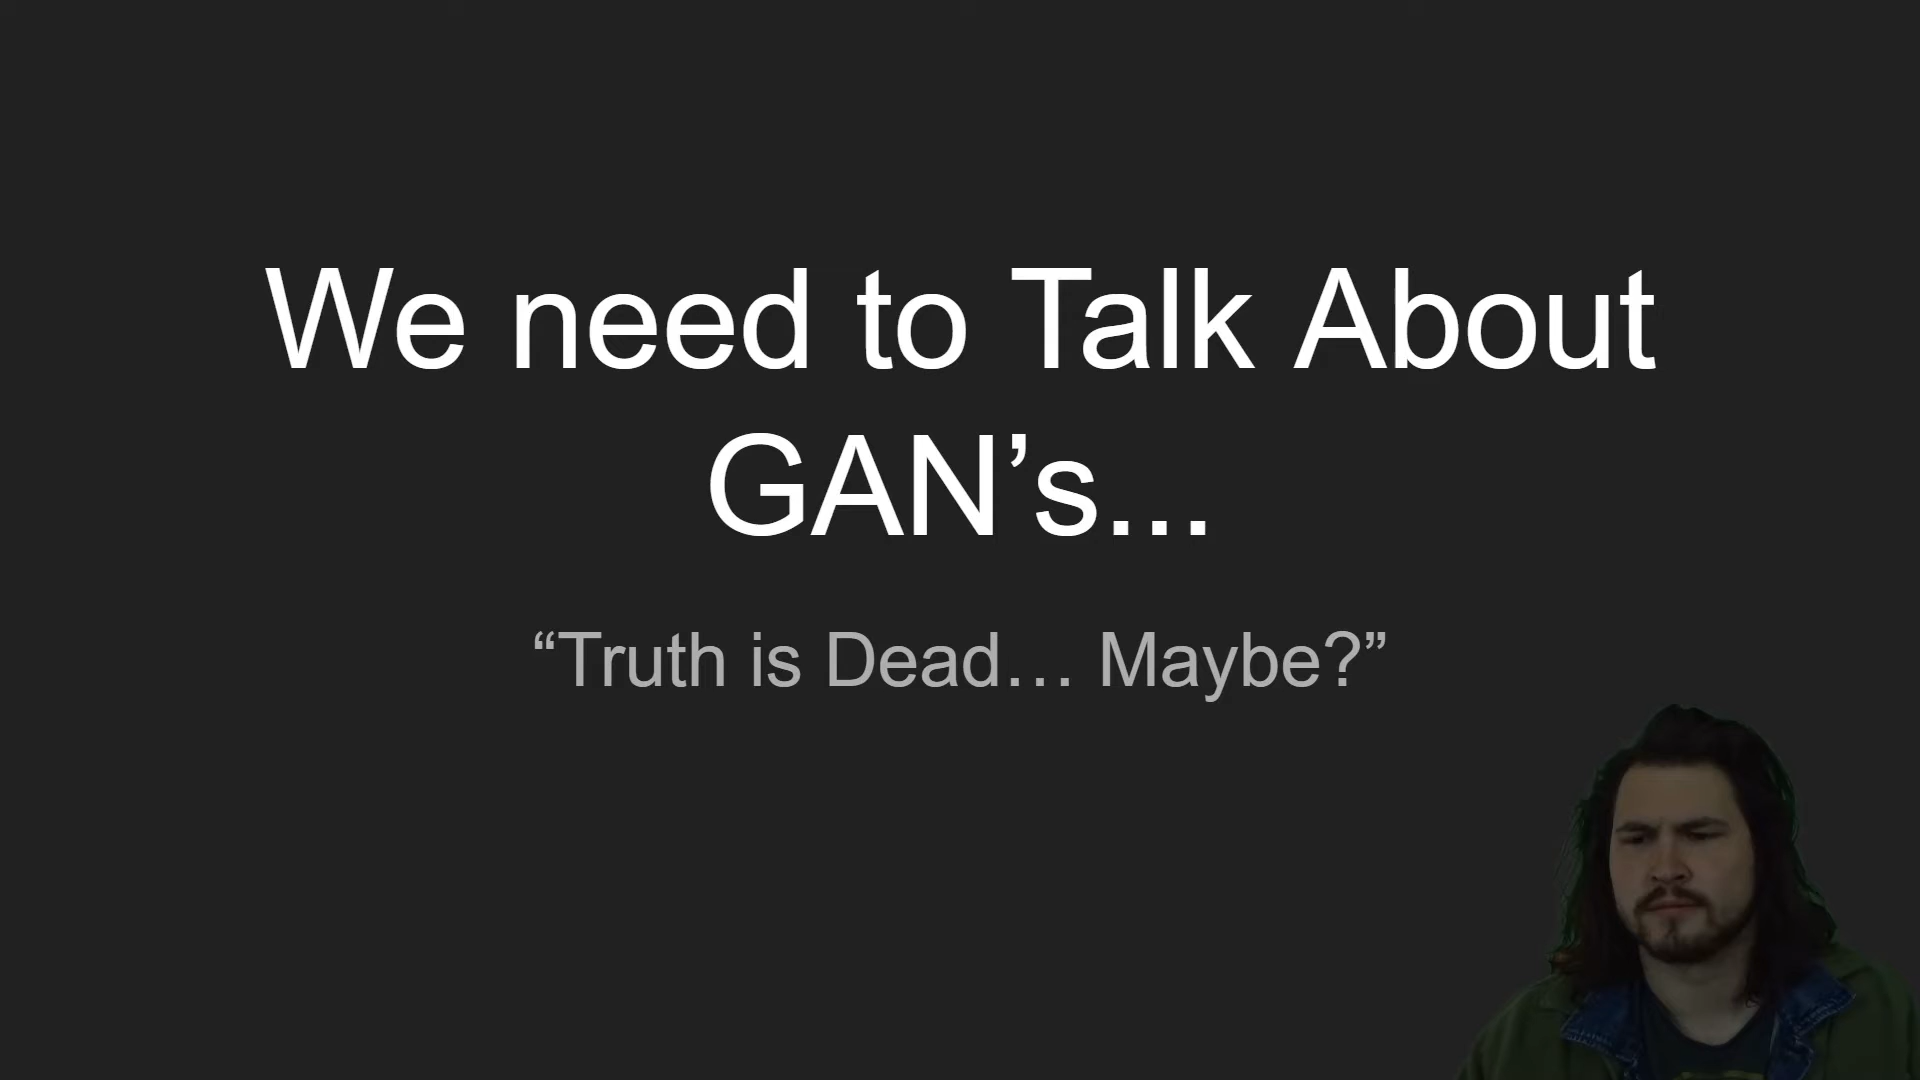 We need to Talk About
GAN’s...
“Truth is Dead… Maybe?”